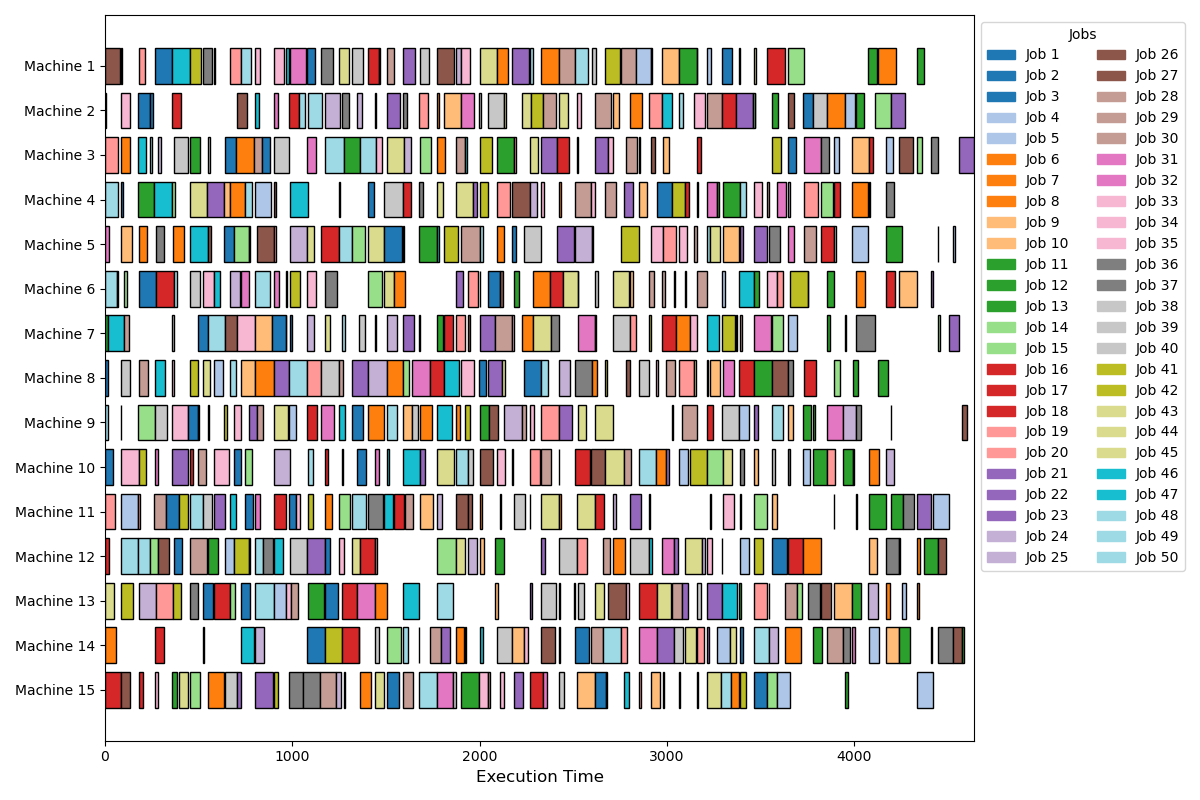 Machine 1
Machine 2
Machine 3
Machine 4
Machine 5
Machine 6
Machine 7
Machine 8
Machine 9
Machine 10
Machine 11
Machine 12
Machine 13
Machine 14
Machine 15
0 1000 2000 3000 4000
Execution Time
Jobs
Job 1
Job 2
Job 3
Job 4
Job 5
Job 6
Job 7
Job 8
Job 9
Job 10
Job 11
Job 12
Job 13
Job 14
Job 15
Job 16
Job 17
Job 18
Job 19
Job 20
Job 21
Job 22
Job 23
Job 24
Job 25
Job 26
Job 27
Job 28
Job 29
Job 30
Job 31
Job 32
Job 33
Job 34
Job 35
Job 36
Job 37
Job 38
Job 39
Job 40
Job 41
Job 42
Job 43
Job 44
Job 45
Job 46
Job 47
Job 48
Job 49
Job 50